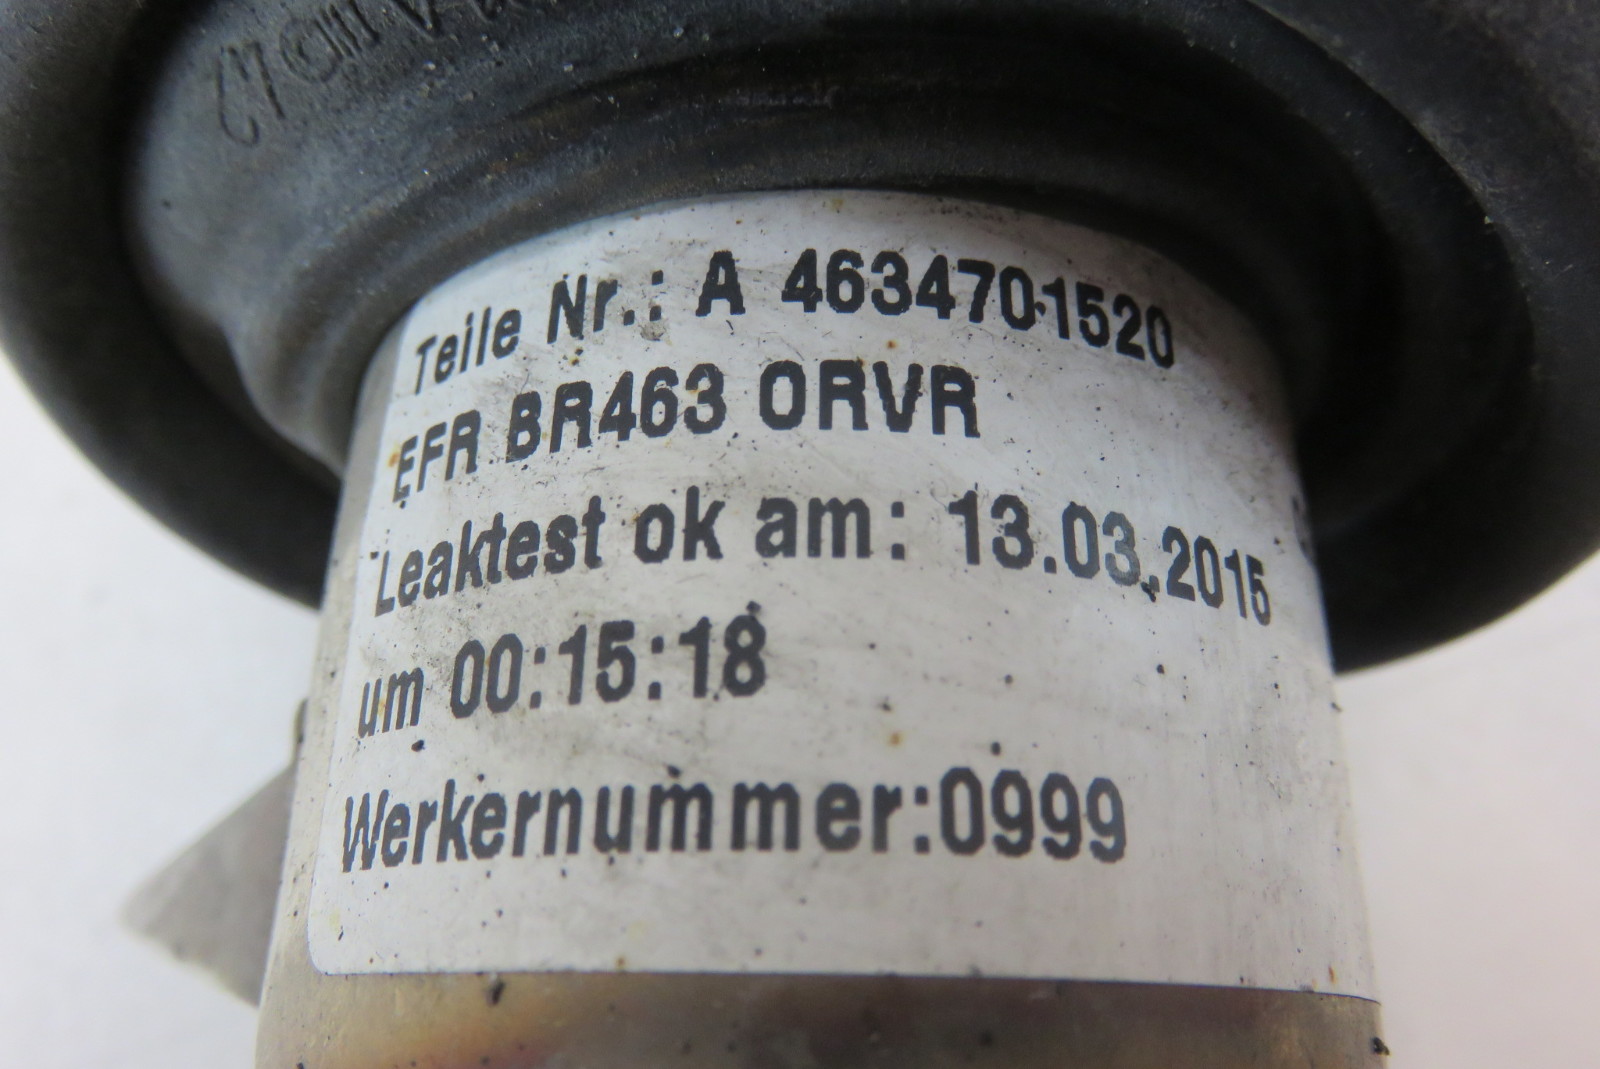 Teile Nr.: A 4634701520
EFR BR463 ORVR
Leaktest ok am: 13.03.2015
um 00:15:18
Werkernummer:0999